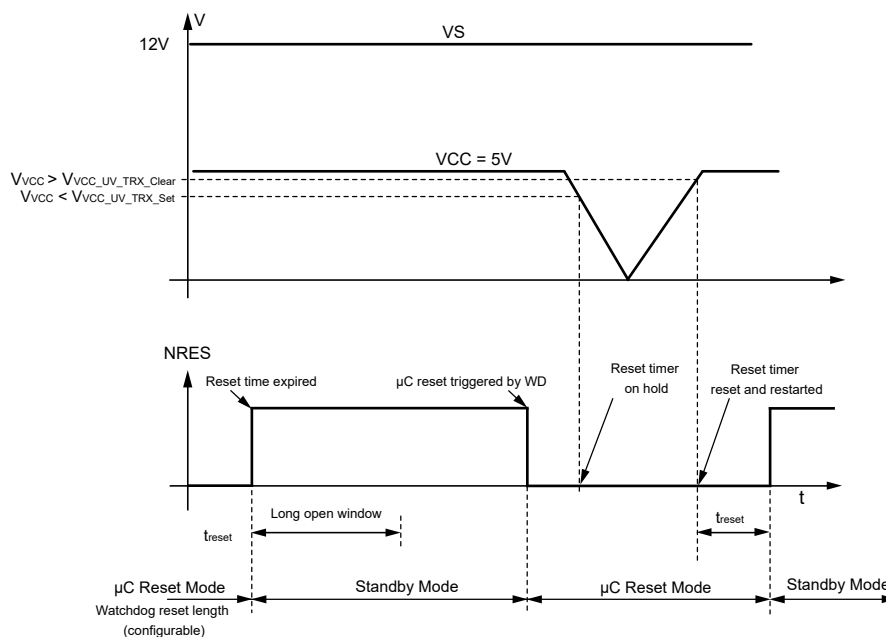 V
12V
VS
VCC = 5V
VVCC > VVCC_UV_TRX_Clear
VVCC < VVCC_UV_TRX_Set
NRES
Reset time expired
µC reset triggered by WD
Reset timer
on hold
Reset timer
reset and restarted
t
treset
Long open window
treset
µC Reset Mode
Standby Mode
µC Reset Mode
Standby Mode
Watchdog reset length
(configurable)